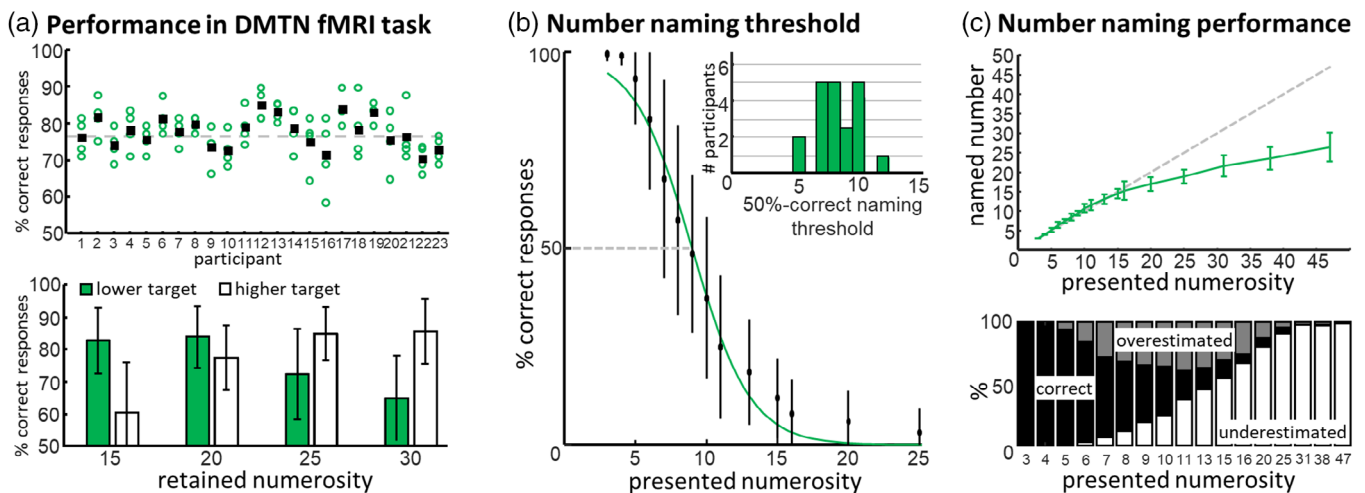 (a) Performance in DMTN fMRI task
100
90
80
70
60
50
% correct responses
1 2 3 4 5 6 7 8 9 10 11 12 13 14 15 16 17 18 19 20 21 22 23
participant
lower target higher target
100
90
80
70
60
50
% correct responses
15 20 25 30
retained numerosity
(b) Number naming threshold
100
50
0
% correct responses
0 5 10 15 20 25
presented numerosity
6
4
2
# participants
0 5 10 15
50%-correct naming
threshold
(c) Number naming performance
50
45
40
35
30
25
20
15
10
5
named number
0 5 10 15 20 25 30 35 40 45 50
presented numerosity
100
50
0
%
overestimated
correct
underestimated
3 4 5 6 7 8 9 10 11 13 15 16 20 25 31 38 47
presented numerosity